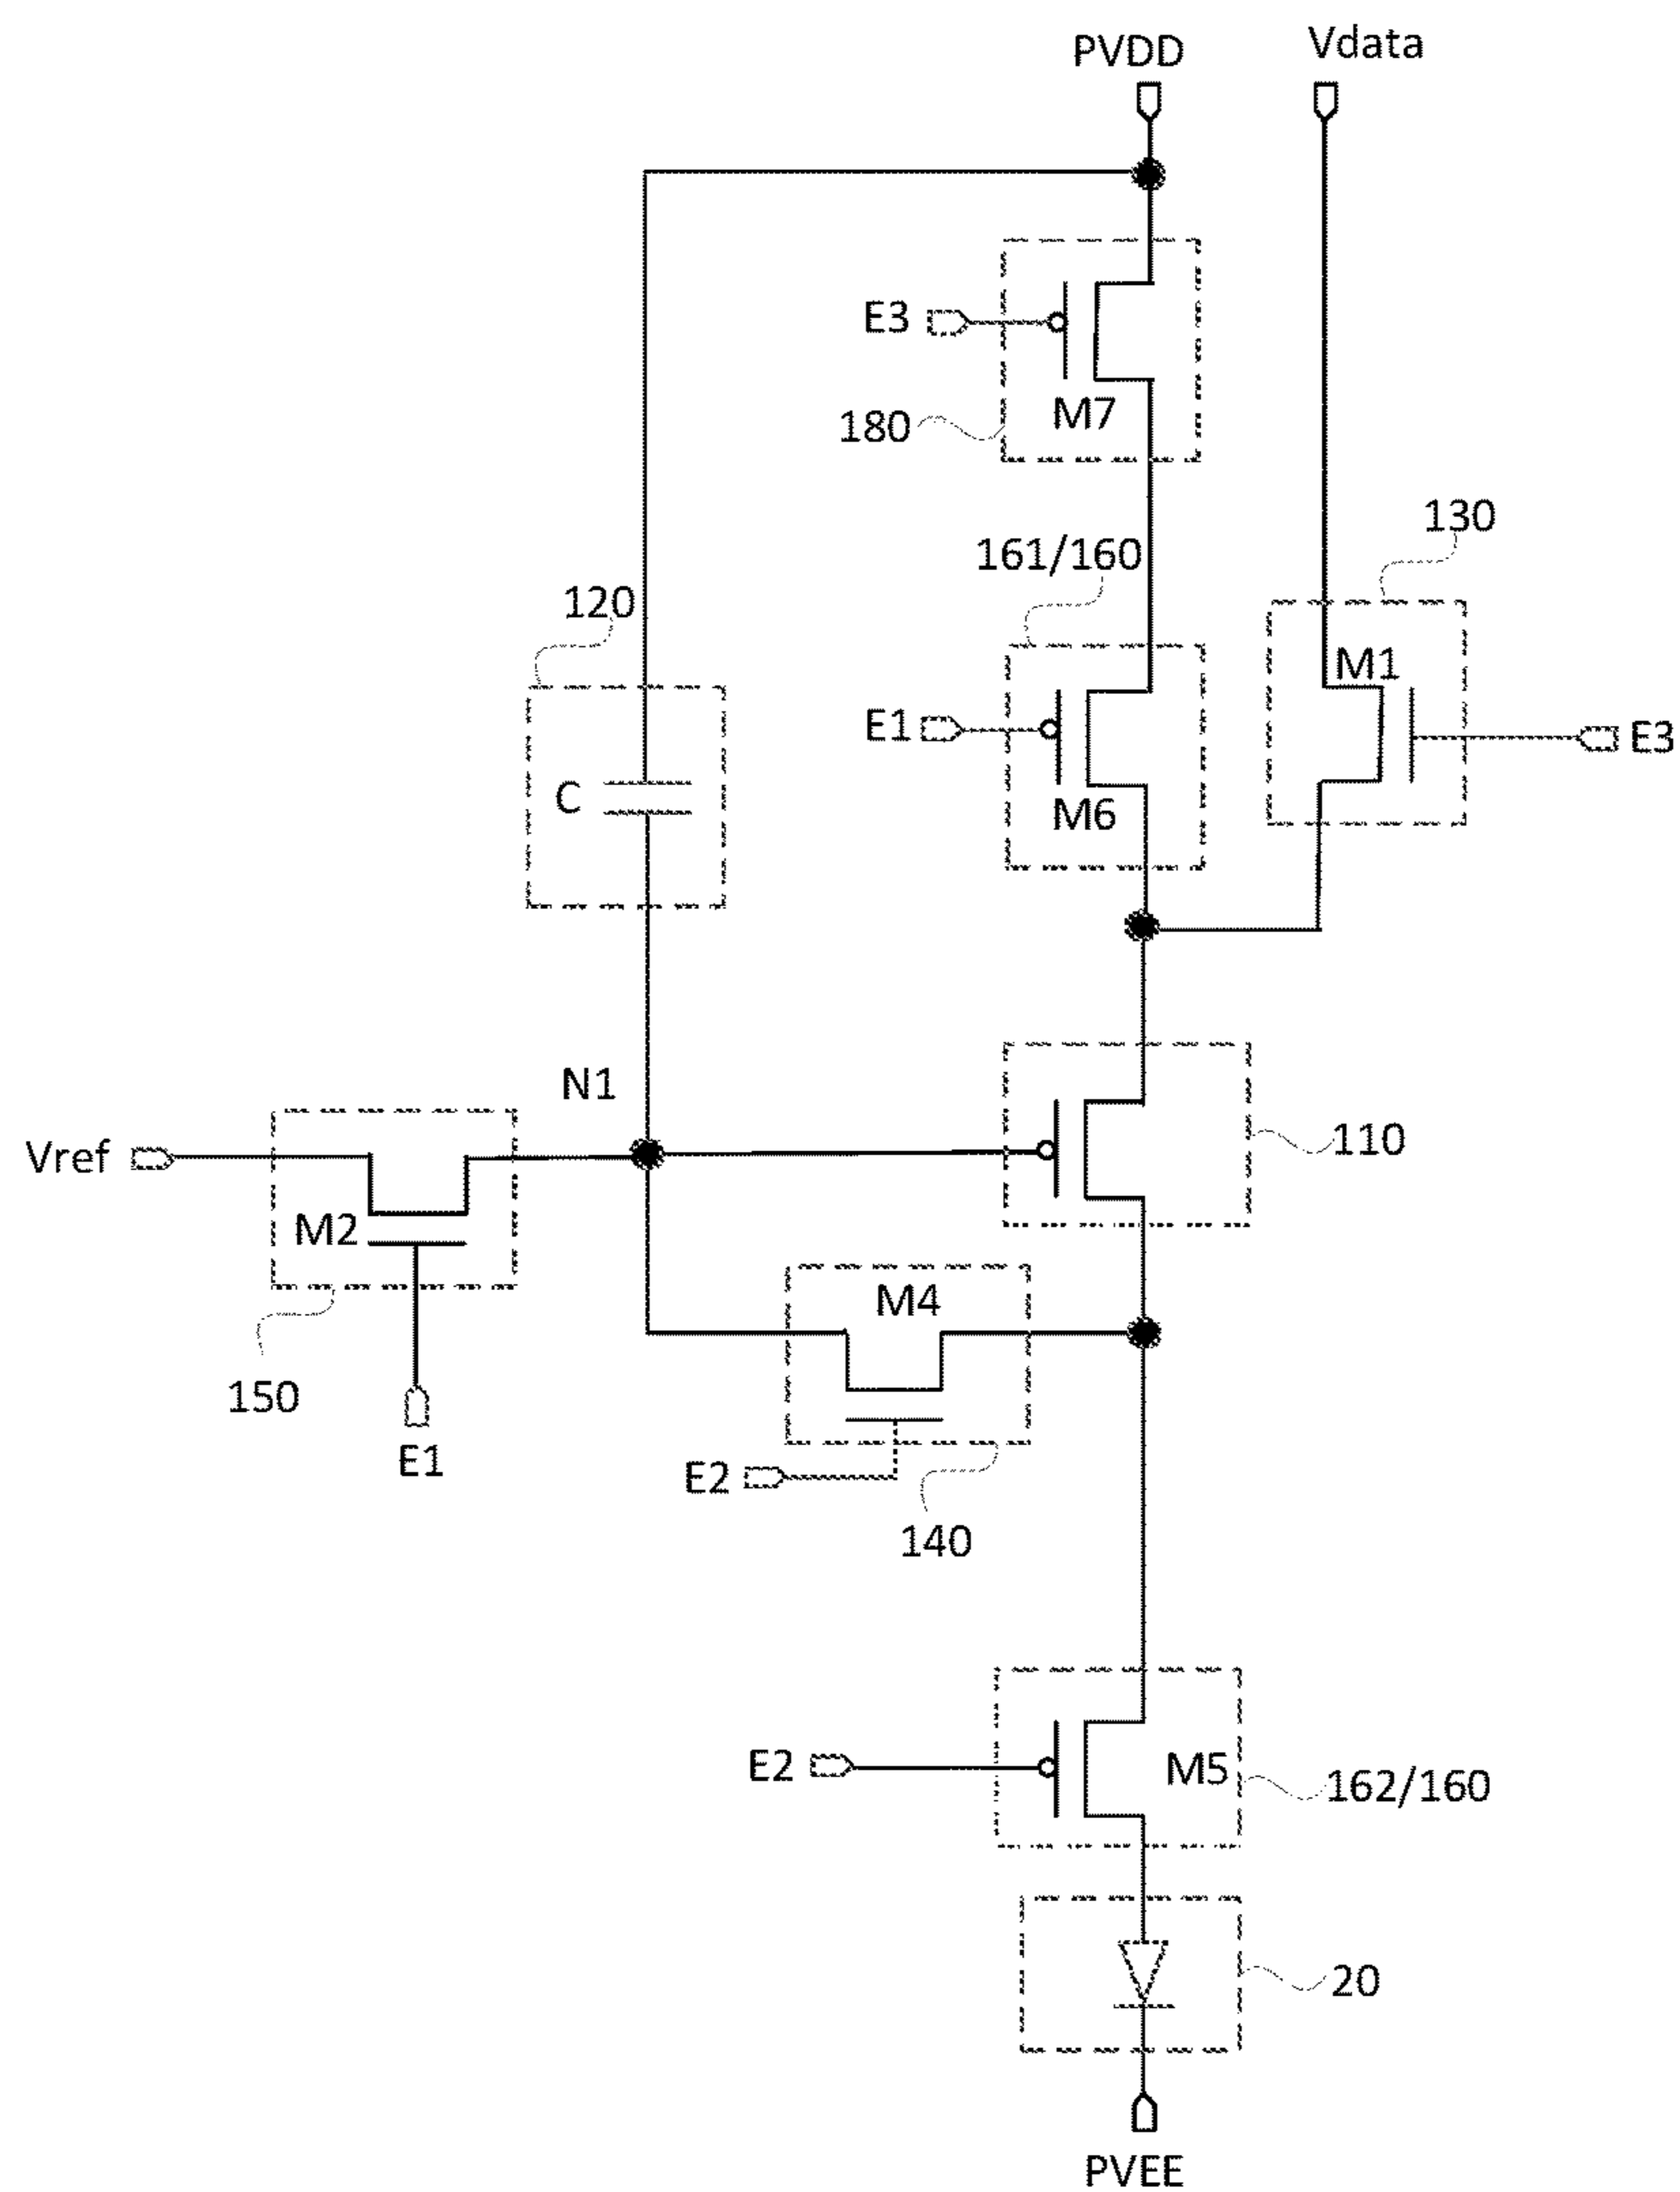 PVDD
Vdata
E3
M7
180
130
161/160
120
M1
E1
E3
C
M6
N1
Vref
110
M2
M4
150
E1
E2
140
E2
M5
162/160
20
PVEE